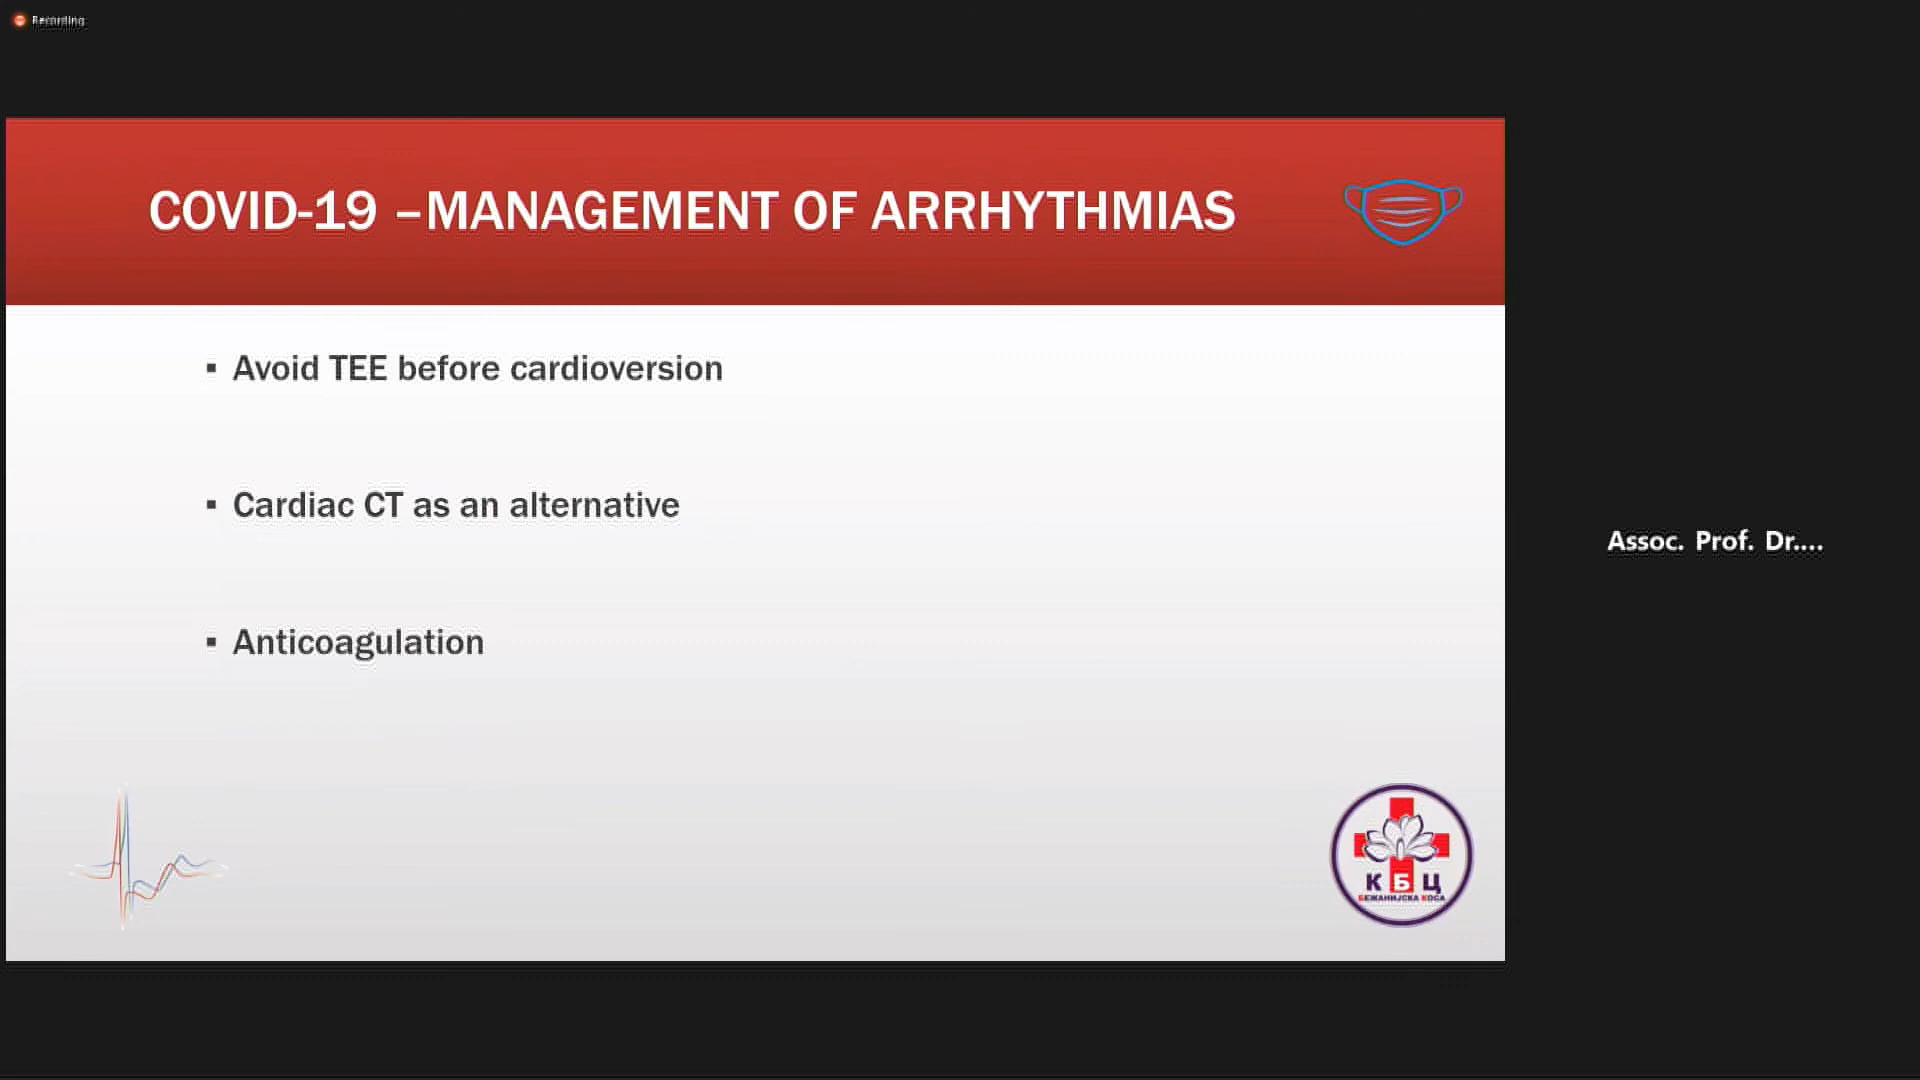 Recording
COVID-19 –MANAGEMENT OF ARRHYTHMIAS
▪ Avoid TEE before cardioversion
▪ Cardiac CT as an alternative
▪ Anticoagulation
Assoc. Prof. Dr....
К Б Ц
БЕЖАНИЈСКА КОСА